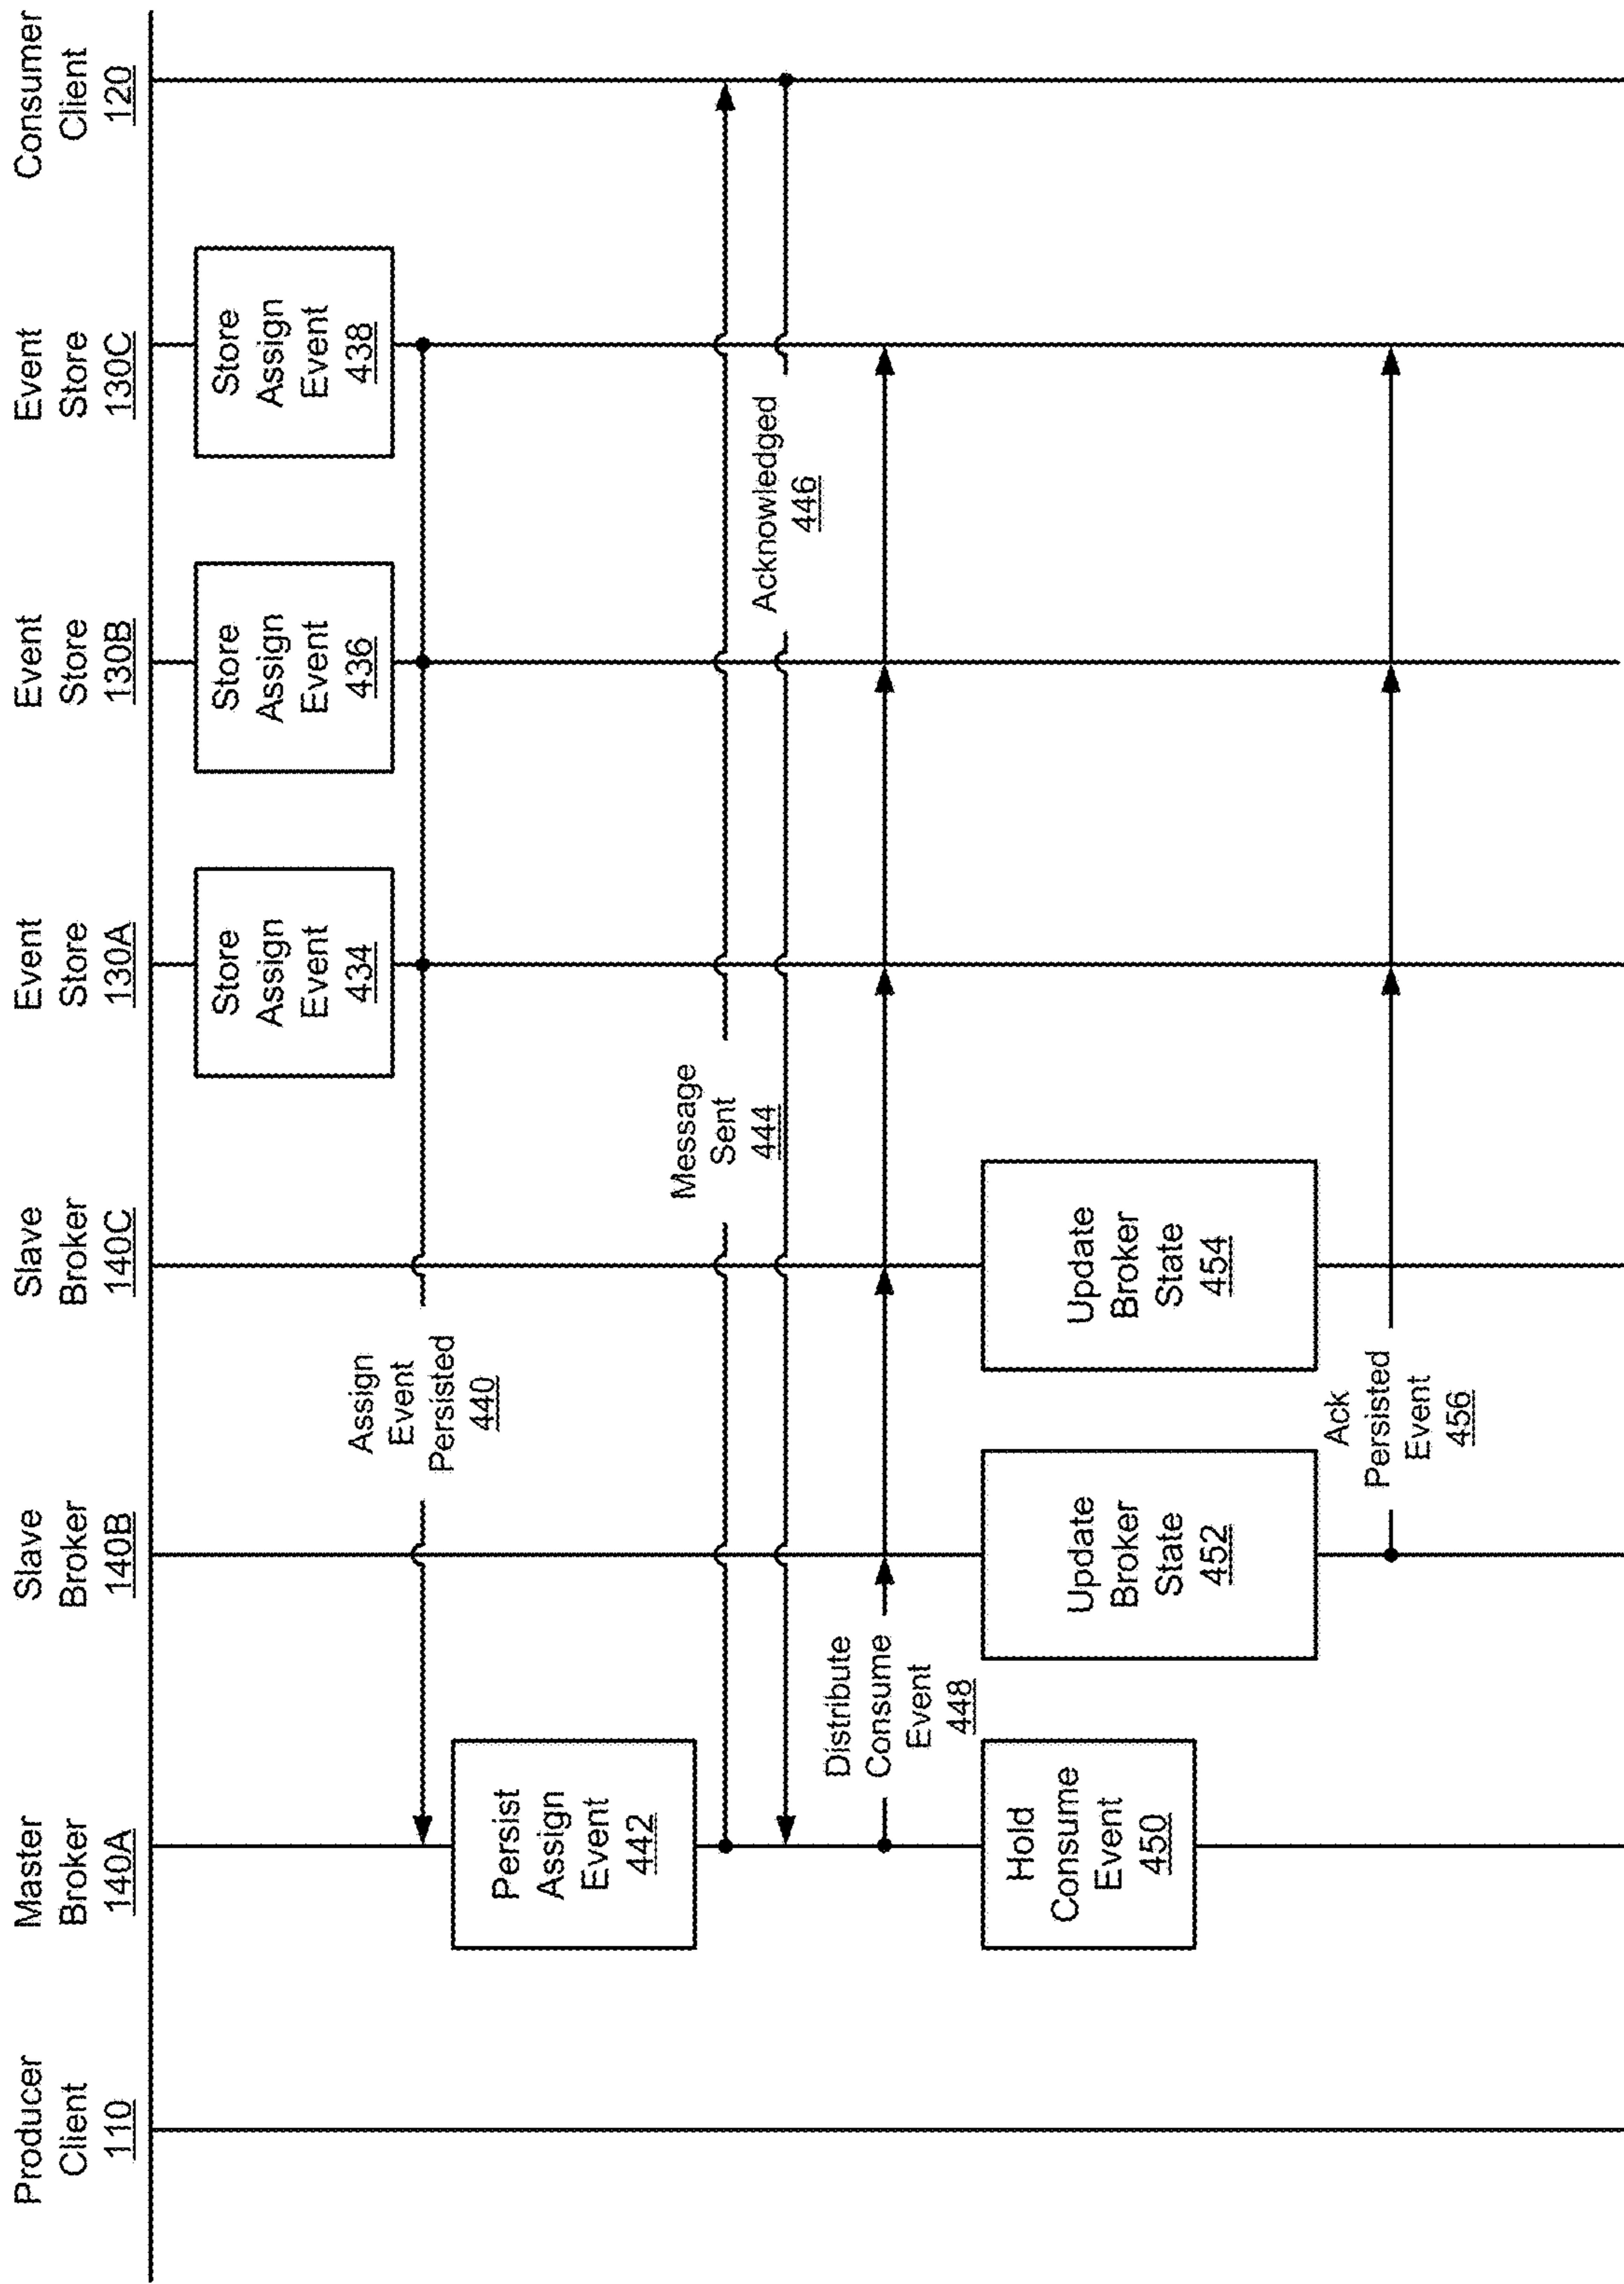 Producer
Client
110
Master
Broker
140A
Slave
Broker
140B
Slave
Broker
140C
Event
Store
130A
Event
Store
130B
Event
Store
130C
Consumer
Client
120
Store
Assign
Event
434
Store
Assign
Event
436
Store
Assign
Event
438
Assign
Event
Persisted
440
Persist
Assign
Event
442
Message
Sent
444
Acknowledged
446
Distribute
Consume
Event
448
Hold
Consume
Event
450
Update
Broker
State
452
Update
Broker
State
454
Ack
Persisted
Event
456